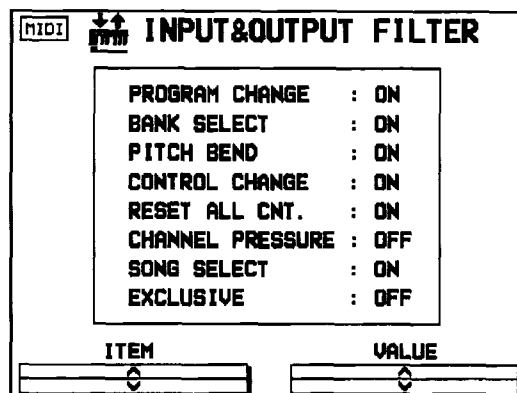 MIDI INPUT&OUTPUT FILTER
PROGRAM CHANGE : ON
BANK SELECT : ON
PITCH BEND : ON
CONTROL CHANGE : ON
RESET ALL CNT. : ON
CHANNEL PRESSURE : OFF
SONG SELECT : ON
EXCLUSIVE : OFF
ITEM VALUE